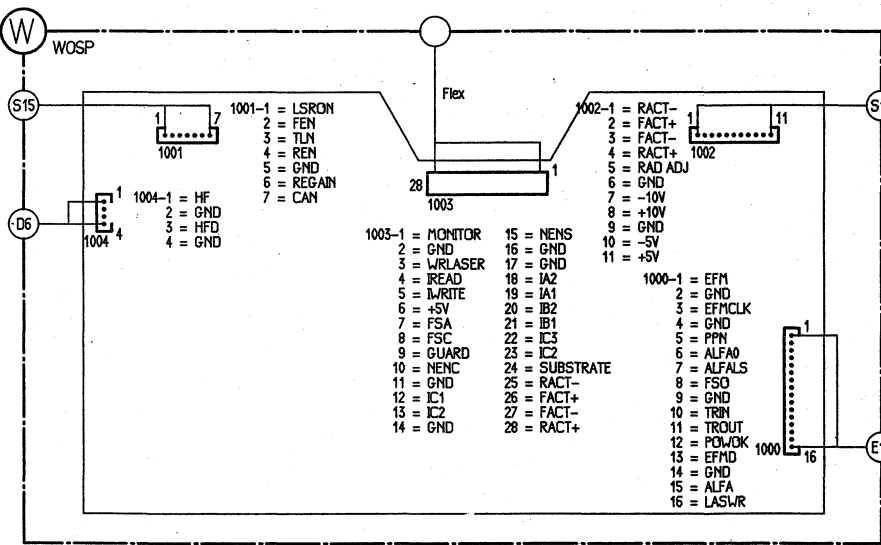 W
WOSP
S15
1 7
1001
1001-1 = LSRON
2 = FEN
3 = TLN
4 = REN
5 = GND
6 = REGAIN
7 = CAN
Flex
1
28
1003
1002-1 = RACT-
2 = FACT+
3 = FACT-
4 = RACT+
5 = RAD ADJ
6 = GND
7 = -10V
8 = +10V
9 = GND
10 = -5V
11 = +5V
1 11
1002
-D6
1
4
1004
1004-1 = HF
2 = GND
3 = HFD
4 = GND
1003-1 = MONITOR
2 = GND
3 = WRLASER
4 = IREAD
5 = IWRITE
6 = +5V
7 = FSA
8 = FSC
9 = GUARD
10 = NENC
11 = GND
12 = IC1
13 = IC2
14 = GND
15 = NENS
16 = GND
17 = GND
18 = IA2
19 = IA1
20 = IB2
21 = IB1
22 = IC3
23 = IC2
24 = SUBSTRATE
25 = RACT-
26 = FACT+
27 = FACT-
28 = RACT+
1000-1 = EFM
2 = GND
3 = EFMCLK
4 = GND
5 = PPN
6 = ALFA0
7 = ALFALS
8 = FSO
9 = GND
10 = TRIN
11 = TROUT
12 = POWOK
13 = EFMD
14 = GND
15 = ALFA
16 = LASWR
1
1000
16